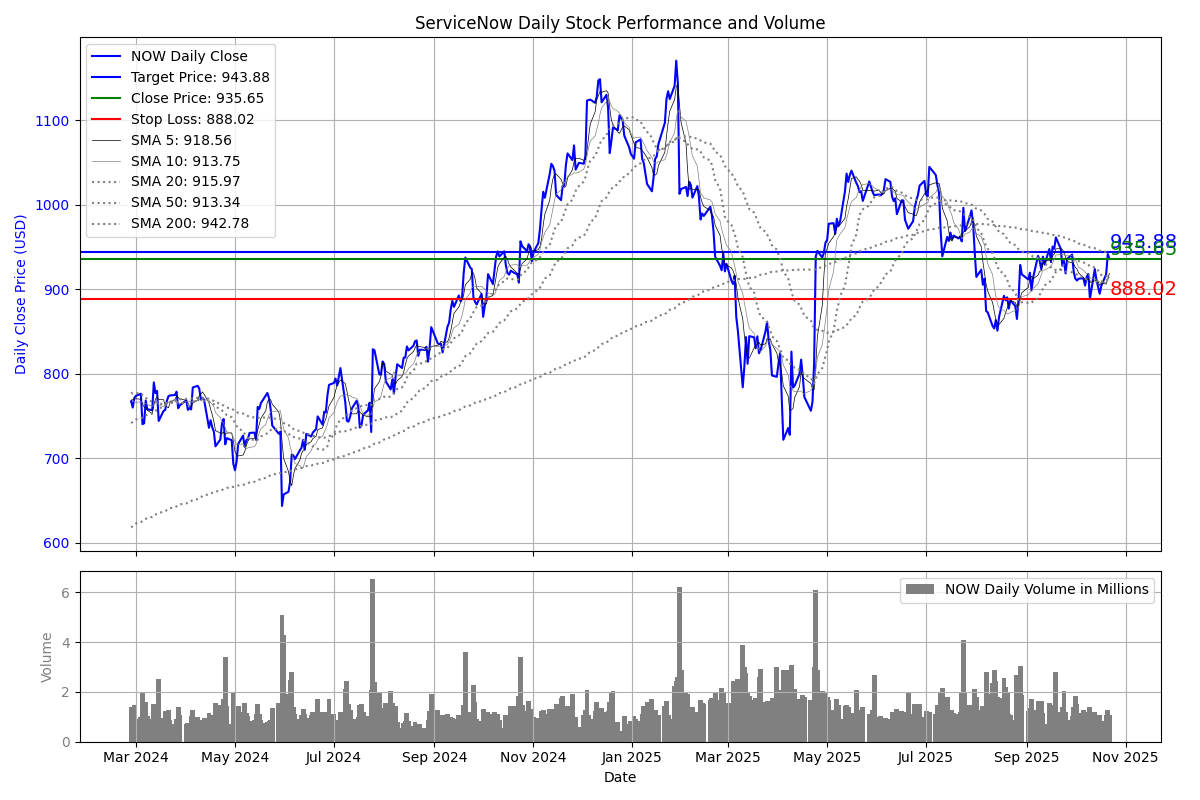 ServiceNow Daily Stock Performance and Volume
NOW Daily Close
Target Price: 943.88
Close Price: 935.65
Stop Loss: 888.02
SMA 5: 918.56
SMA 10: 913.75
SMA 20: 915.97
SMA 50: 913.34
SMA 200: 942.78
Daily Close Price (USD)
1100
1000
900
800
700
600
943.88
935.65
888.02
NOW Daily Volume in Millions
Volume
6
4
2
0
Mar 2024 May 2024 Jul 2024 Sep 2024 Nov 2024 Jan 2025 Mar 2025 May 2025 Jul 2025 Sep 2025 Nov 2025
Date